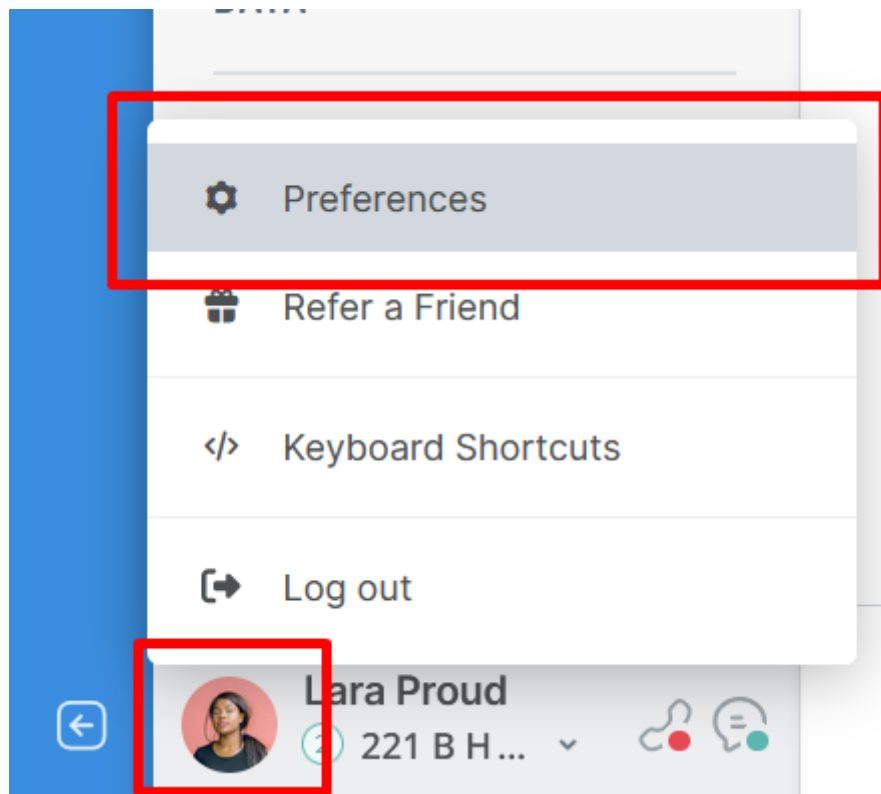 Preferences
Refer a Friend
</> Keyboard Shortcuts
Log out
Lara Proud
2 221 B H...